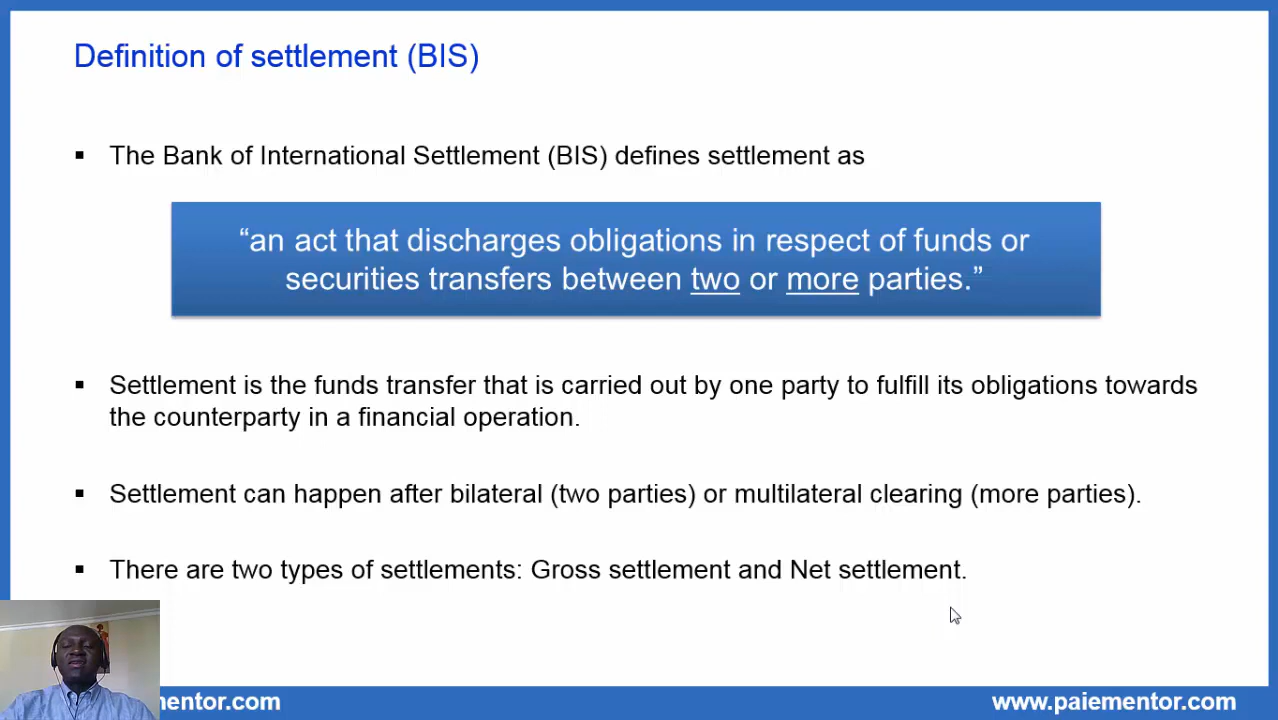 Definition of settlement (BIS)
▪ The Bank of International Settlement (BIS) defines settlement as
“an act that discharges obligations in respect of funds or
securities transfers between two or more parties.”
▪ Settlement is the funds transfer that is carried out by one party to fulfill its obligations towards
the counterparty in a financial operation.
▪ Settlement can happen after bilateral (two parties) or multilateral clearing (more parties).
▪ There are two types of settlements: Gross settlement and Net settlement.
mentor.com
www.paiementor.com